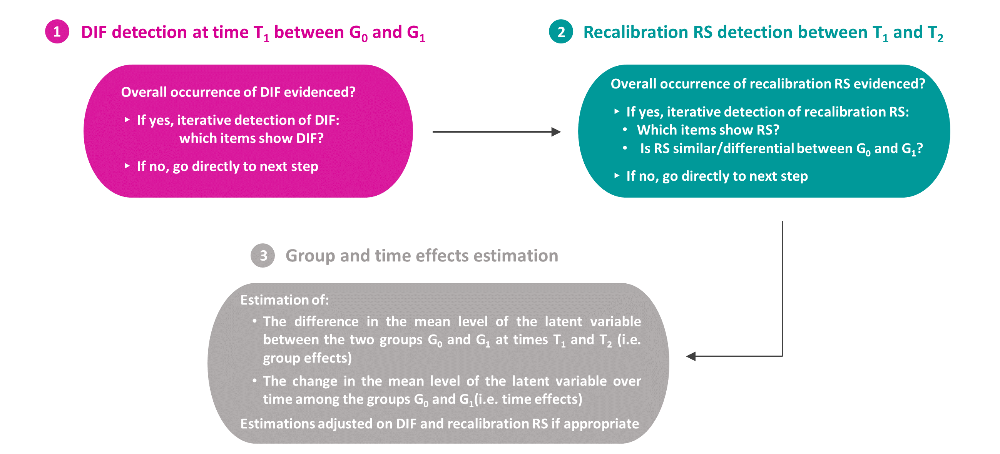 1 DIF detection at time T₁ between G₀ and G₁
Overall occurrence of DIF evidenced?
‣ If yes, iterative detection of DIF:
which items show DIF?
‣ If no, go directly to next step
2 Recalibration RS detection between T₁ and T₂
Overall occurrence of recalibration RS evidenced?
‣ If yes, iterative detection of recalibration RS:
• Which items show RS?
• Is RS similar/differential between G₀ and G₁?
‣ If no, go directly to next step
3 Group and time effects estimation
Estimation of:
• The difference in the mean level of the latent variable
between the two groups G₀ and G₁ at times T₁ and T₂ (i.e.
group effects)
• The change in the mean level of the latent variable over
time among the groups G₀ and G₁(i.e. time effects)
Estimations adjusted on DIF and recalibration RS if appropriate